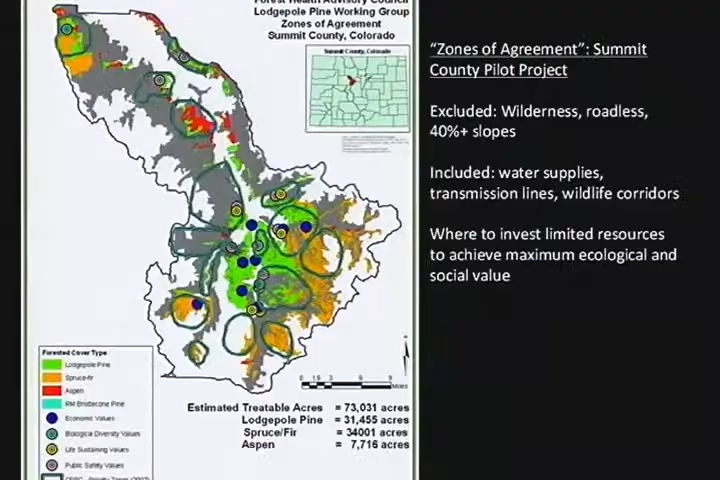 Forest Health Advisory Council
Lodgepole Pine Working Group
Zones of Agreement
Summit County, Colorado
Summit County, Colorado
Miles
Estimated Treatable Acres = 73,031 acres
Lodgepole Pine = 31,455 acres
Spruce/Fir = 34001 acres
Aspen = 7,716 acres
Forested Cover Type
Lodgepole Pine
Spruce-fir
Aspen
RM Bristlecone Pine
Economic Values
Biological Diversity Values
Life Sustaining Values
Public Safety Values
“Zones of Agreement”: Summit
County Pilot Project
Excluded: Wilderness, roadless,
40%+ slopes
Included: water supplies,
transmission lines, wildlife corridors
Where to invest limited resources
to achieve maximum ecological and
social value